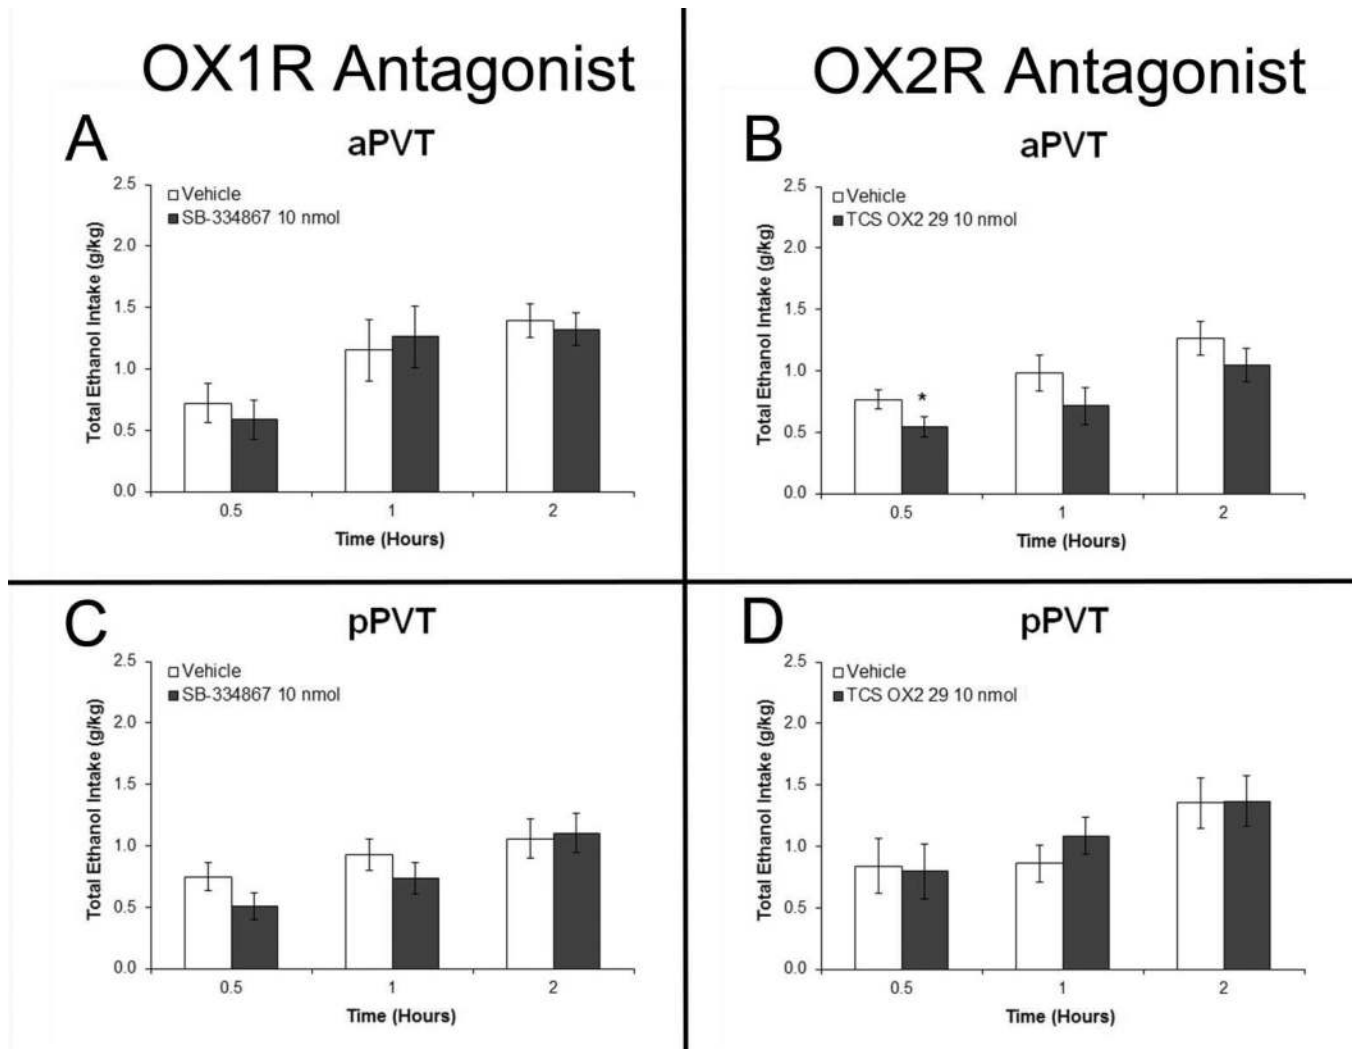 OX1R Antagonist
OX2R Antagonist
A
aPVT
Vehicle
SB-334867 10 nmol
Total Ethanol Intake (g/kg)
2.5
2.0
1.5
1.0
0.5
0.0
0.5 1 2
Time (Hours)
B
aPVT
Vehicle
TCS OX2 29 10 nmol
Total Ethanol Intake (g/kg)
2.5
2.0
1.5
1.0
0.5
0.0
*
0.5 1 2
Time (Hours)
C
pPVT
Vehicle
SB-334867 10 nmol
Total Ethanol Intake (g/kg)
2.5
2.0
1.5
1.0
0.5
0.0
0.5 1 2
Time (Hours)
D
pPVT
Vehicle
TCS OX2 29 10 nmol
Total Ethanol Intake (g/kg)
2.5
2.0
1.5
1.0
0.5
0.0
0.5 1 2
Time (Hours)